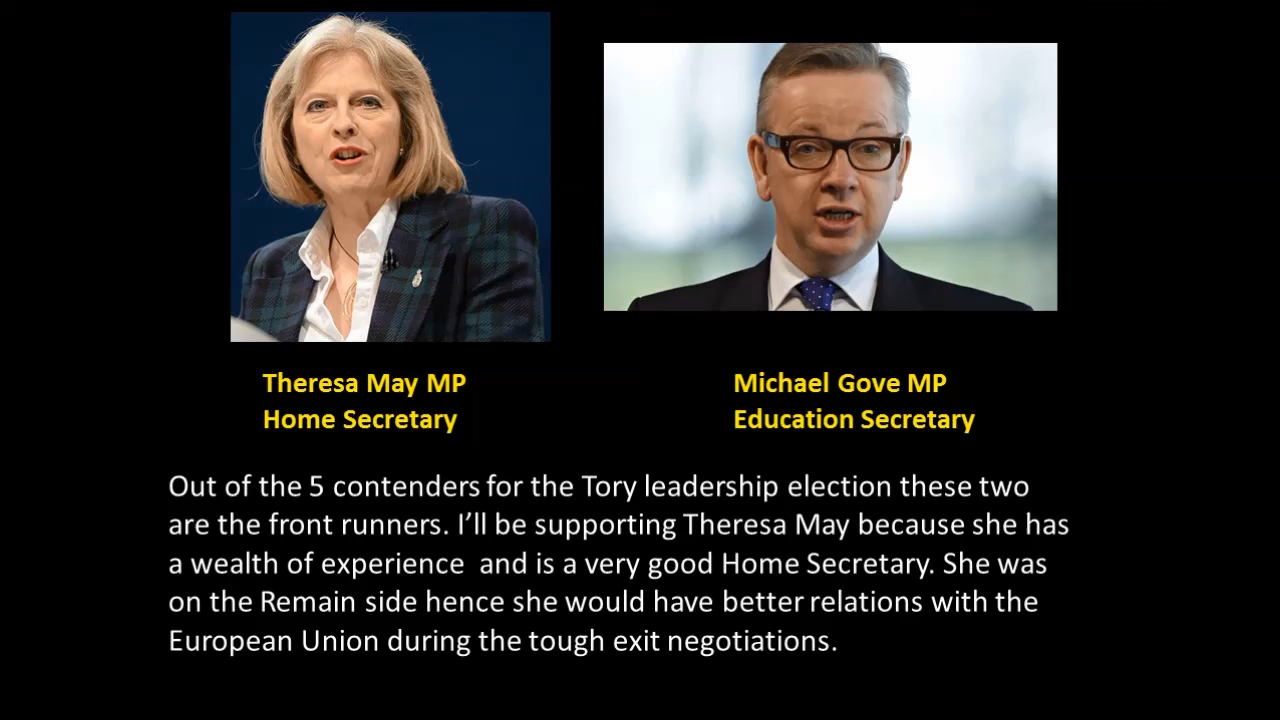 Theresa May MP
Home Secretary
Michael Gove MP
Education Secretary
Out of the 5 contenders for the Tory leadership election these two
are the front runners. I’ll be supporting Theresa May because she has
a wealth of experience  and is a very good Home Secretary. She was
on the Remain side hence she would have better relations with the
European Union during the tough exit negotiations.